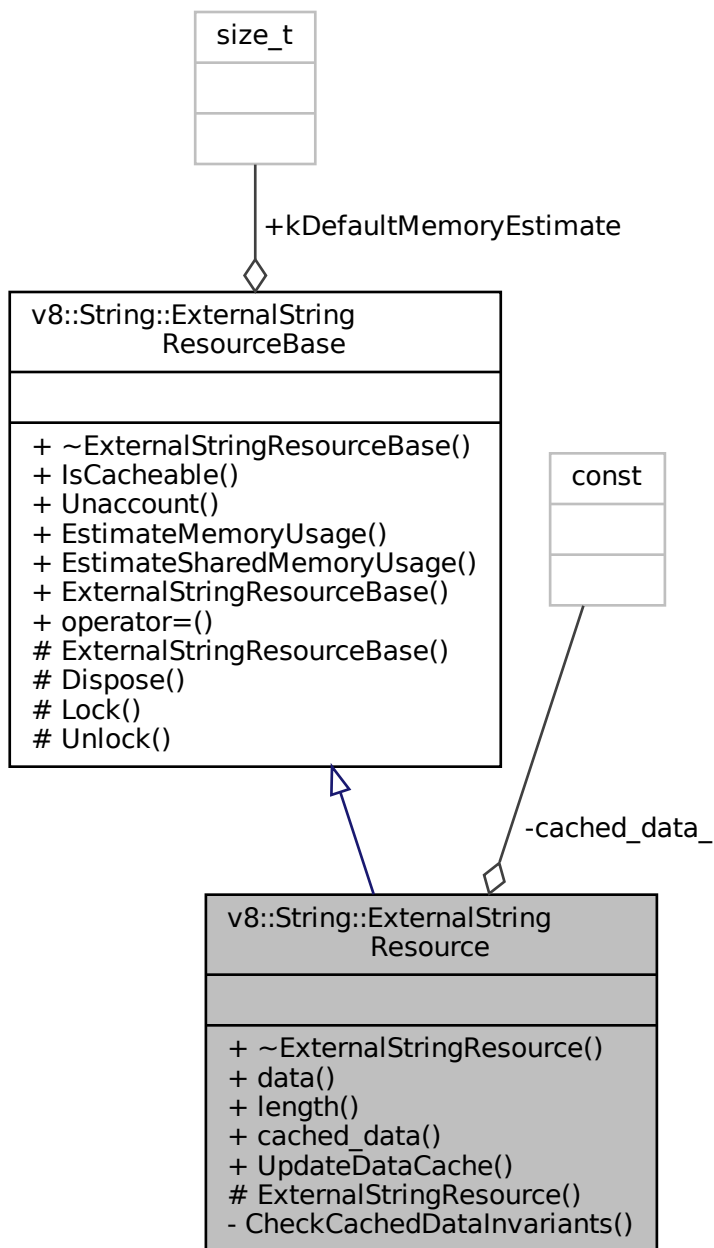 size_t
+kDefaultMemoryEstimate
v8::String::ExternalString
ResourceBase
+ ~ExternalStringResourceBase()
+ IsCacheable()
+ Unaccount()
+ EstimateMemoryUsage()
+ EstimateSharedMemoryUsage()
+ ExternalStringResourceBase()
+ operator=()
# ExternalStringResourceBase()
# Dispose()
# Lock()
# Unlock()
const
-cached_data_
v8::String::ExternalString
Resource
+ ~ExternalStringResource()
+ data()
+ length()
+ cached_data()
+ UpdateDataCache()
# ExternalStringResource()
- CheckCachedDataInvariants()